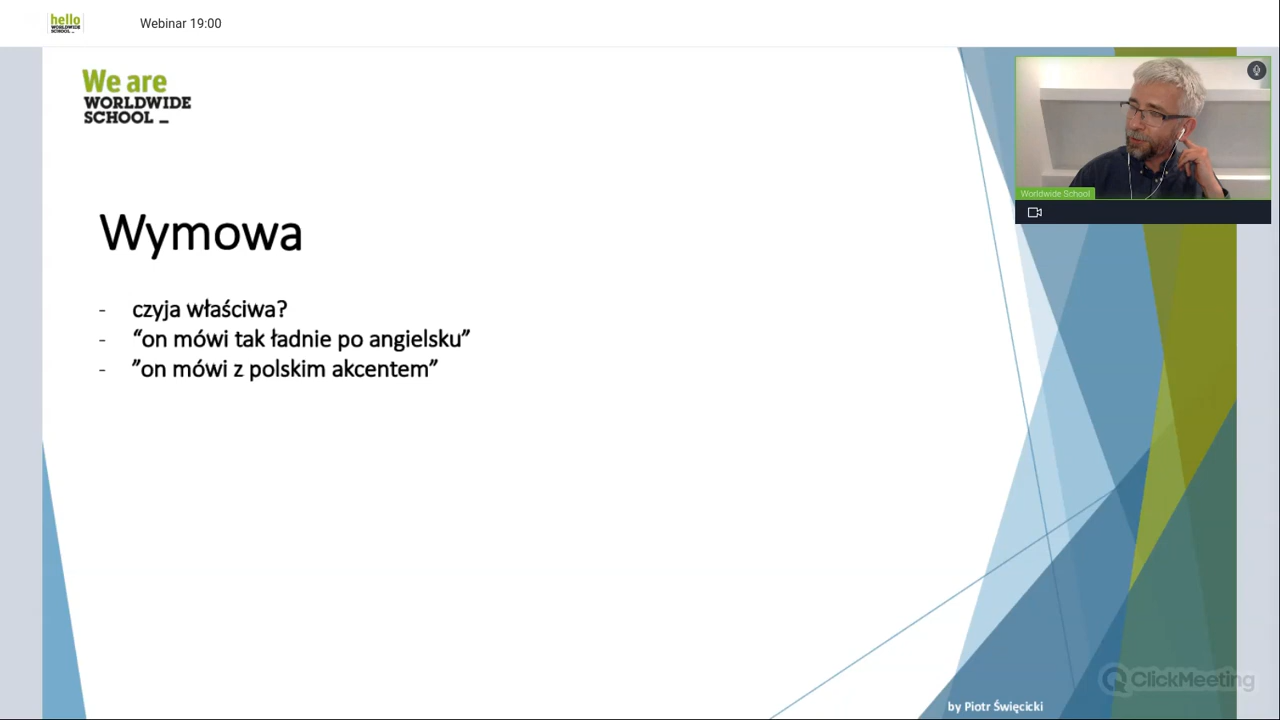 hello
WORLDWIDE
SCHOOL _
Webinar 19:00
We are
WORLDWIDE
SCHOOL _
Worldwide School
Wymowa
- czyja właściwa?
- “on mówi tak ładnie po angielsku”
- ”on mówi z polskim akcentem”
ClickMeeting
by Piotr Święcicki